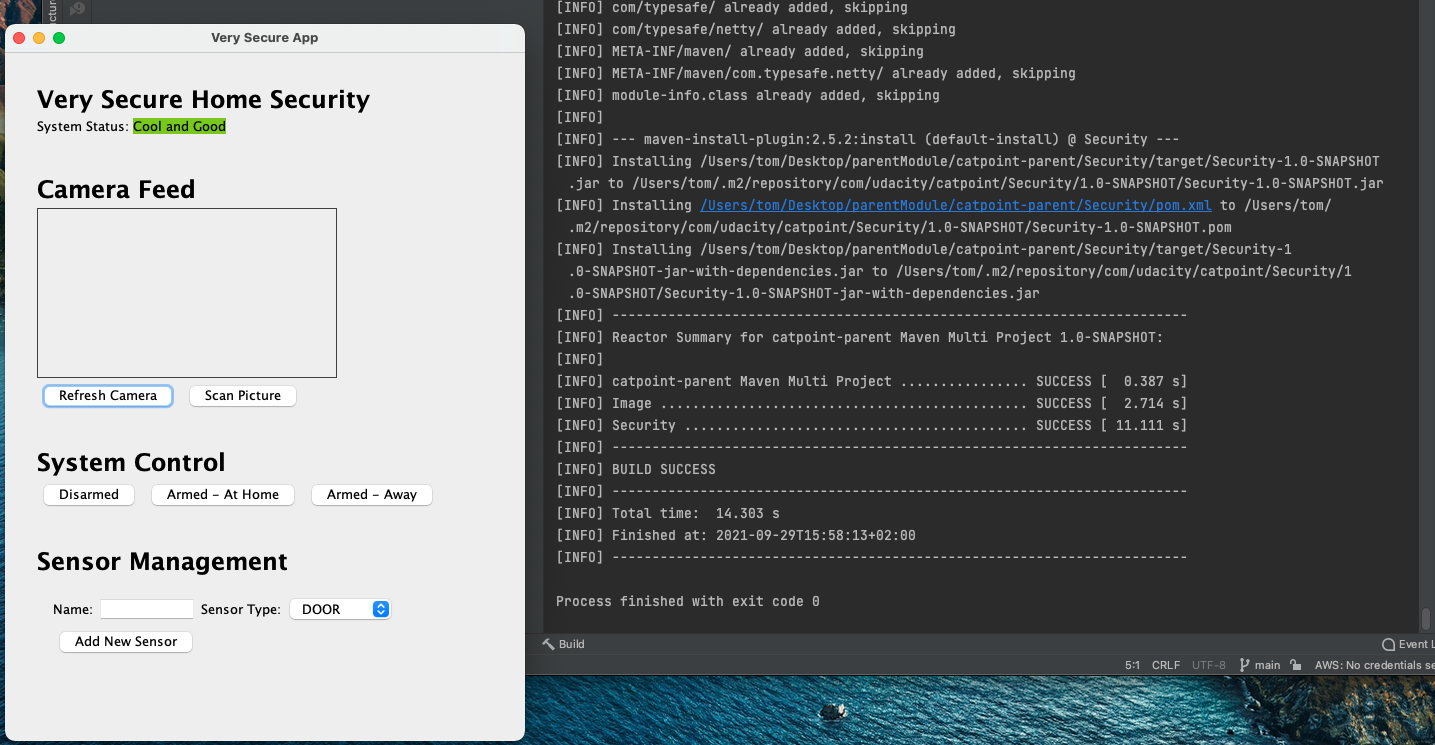 Very Secure App
Very Secure Home Security
System Status: Cool and Good
Camera Feed
Refresh Camera
Scan Picture
System Control
Disarmed
Armed - At Home
Armed - Away
Sensor Management
Name:
Sensor Type:
DOOR
Add New Sensor
[INFO] com/typesafe/ already added, skipping
[INFO] com/typesafe/netty/ already added, skipping
[INFO] META-INF/maven/ already added, skipping
[INFO] META-INF/maven/com.typesafe.netty/ already added, skipping
[INFO] module-info.class already added, skipping
[INFO]
[INFO] --- maven-install-plugin:2.5.2:install (default-install) @ Security ---
[INFO] Installing /Users/tom/Desktop/parentModule/catpoint-parent/Security/target/Security-1.0-SNAPSHOT
.jar to /Users/tom/.m2/repository/com/udacity/catpoint/Security/1.0-SNAPSHOT/Security-1.0-SNAPSHOT.jar
[INFO] Installing /Users/tom/Desktop/parentModule/catpoint-parent/Security/pom.xml to /Users/tom/
.m2/repository/com/udacity/catpoint/Security/1.0-SNAPSHOT/Security-1.0-SNAPSHOT.pom
[INFO] Installing /Users/tom/Desktop/parentModule/catpoint-parent/Security/target/Security-1
.0-SNAPSHOT-jar-with-dependencies.jar to /Users/tom/.m2/repository/com/udacity/catpoint/Security/1
.0-SNAPSHOT/Security-1.0-SNAPSHOT-jar-with-dependencies.jar
[INFO] ------------------------------------------------------------------------
[INFO] Reactor Summary for catpoint-parent Maven Multi Project 1.0-SNAPSHOT:
[INFO]
[INFO] catpoint-parent Maven Multi Project ................ SUCCESS [  0.387 s]
[INFO] Image .............................................. SUCCESS [  2.714 s]
[INFO] Security ........................................... SUCCESS [ 11.111 s]
[INFO] ------------------------------------------------------------------------
[INFO] BUILD SUCCESS
[INFO] ------------------------------------------------------------------------
[INFO] Total time:  14.303 s
[INFO] Finished at: 2021-09-29T15:58:13+02:00
[INFO] ------------------------------------------------------------------------
Process finished with exit code 0
Build
Event L
5:1 CRLF UTF-8 main AWS: No credentials se